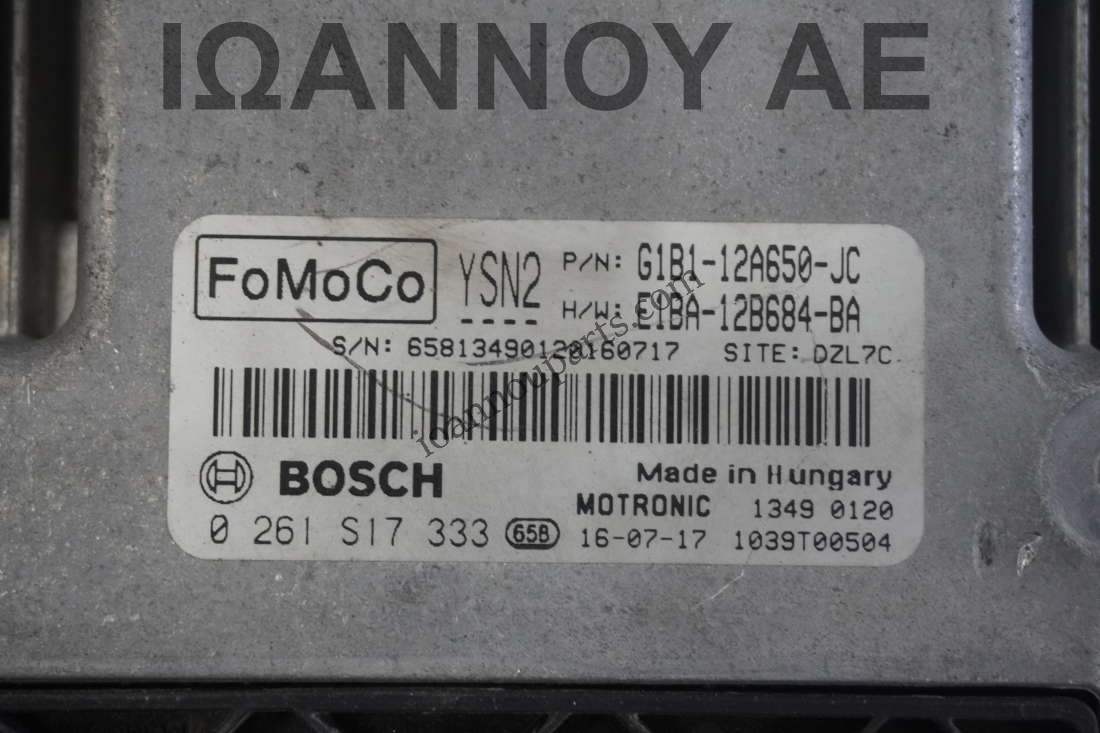 ΙΩΑΝΝΟΥ ΑΕ
FoMoCo YSN2 P/N: G1B1-12A650-JC
H/W: E1BA-12B684-BA
S/N: 65813490120160717 SITE: DZL7C
ioannouparts.com
BOSCH Made in Hungary
MOTRONIC 1349 0120
0 261 S17 333 65B 16-07-17 1039T00504